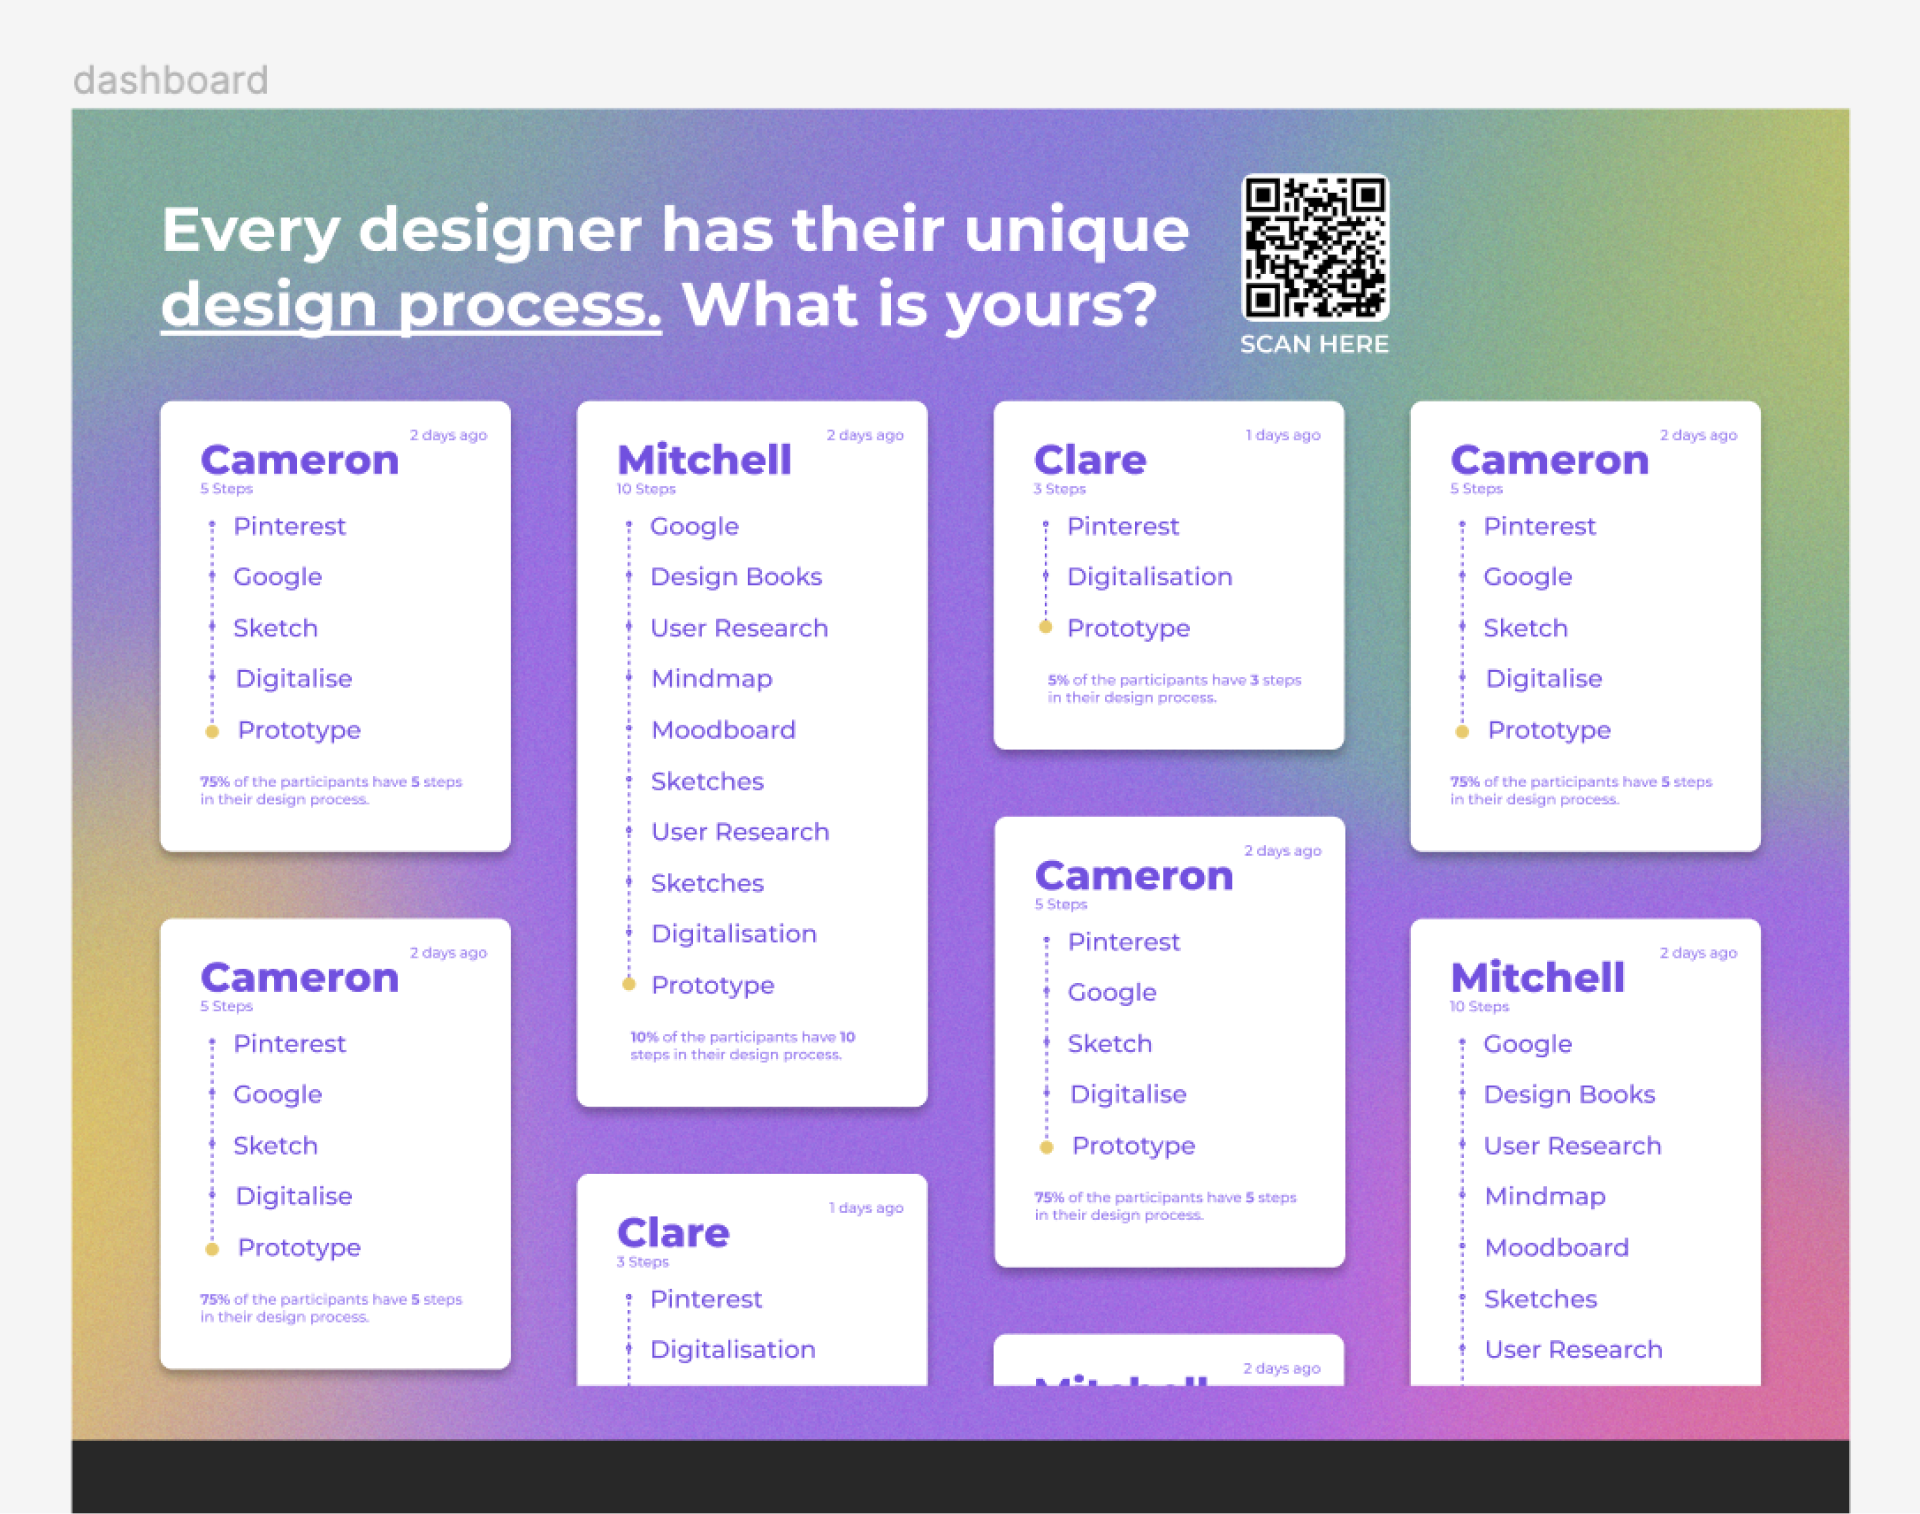 dashboard
Every designer has their unique
design process. What is yours?
SCAN HERE
2 days ago
Cameron
5 Steps
Pinterest
Google
Sketch
Digitalise
Prototype
75% of the participants have 5 steps
in their design process.
2 days ago
Cameron
5 Steps
Pinterest
Google
Sketch
Digitalise
Prototype
75% of the participants have 5 steps
in their design process.
2 days ago
Mitchell
10 Steps
Google
Design Books
User Research
Mindmap
Moodboard
Sketches
User Research
Sketches
Digitalisation
Prototype
10% of the participants have 10
steps in their design process.
1 days ago
Clare
3 Steps
Pinterest
Digitalisation
1 days ago
Clare
3 Steps
Pinterest
Digitalisation
Prototype
5% of the participants have 3 steps
in their design process.
2 days ago
Cameron
5 Steps
Pinterest
Google
Sketch
Digitalise
Prototype
75% of the participants have 5 steps
in their design process.
2 days ago
Mitchell
2 days ago
Cameron
5 Steps
Pinterest
Google
Sketch
Digitalise
Prototype
75% of the participants have 5 steps
in their design process.
2 days ago
Mitchell
10 Steps
Google
Design Books
User Research
Mindmap
Moodboard
Sketches
User Research